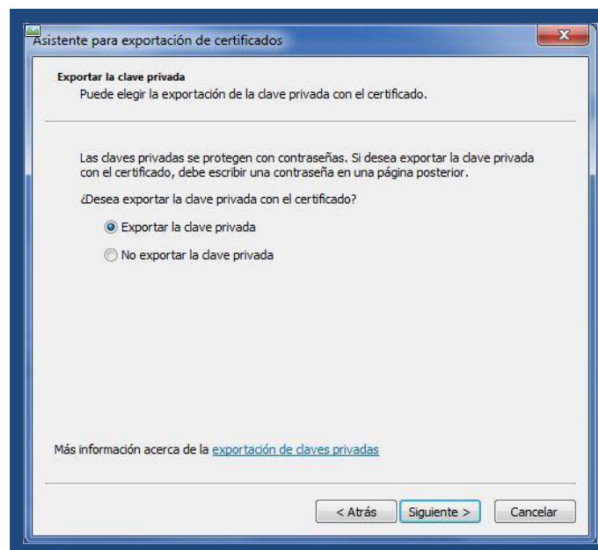 Asistente para exportación de certificados
Exportar la clave privada
Puede elegir la exportación de la clave privada con el certificado.
Las claves privadas se protegen con contraseñas. Si desea exportar la clave privada
con el certificado, debe escribir una contraseña en una página posterior.
¿Desea exportar la clave privada con el certificado?
Exportar la clave privada
No exportar la clave privada
Más información acerca de la exportación de claves privadas
< Atrás
Siguiente >
Cancelar